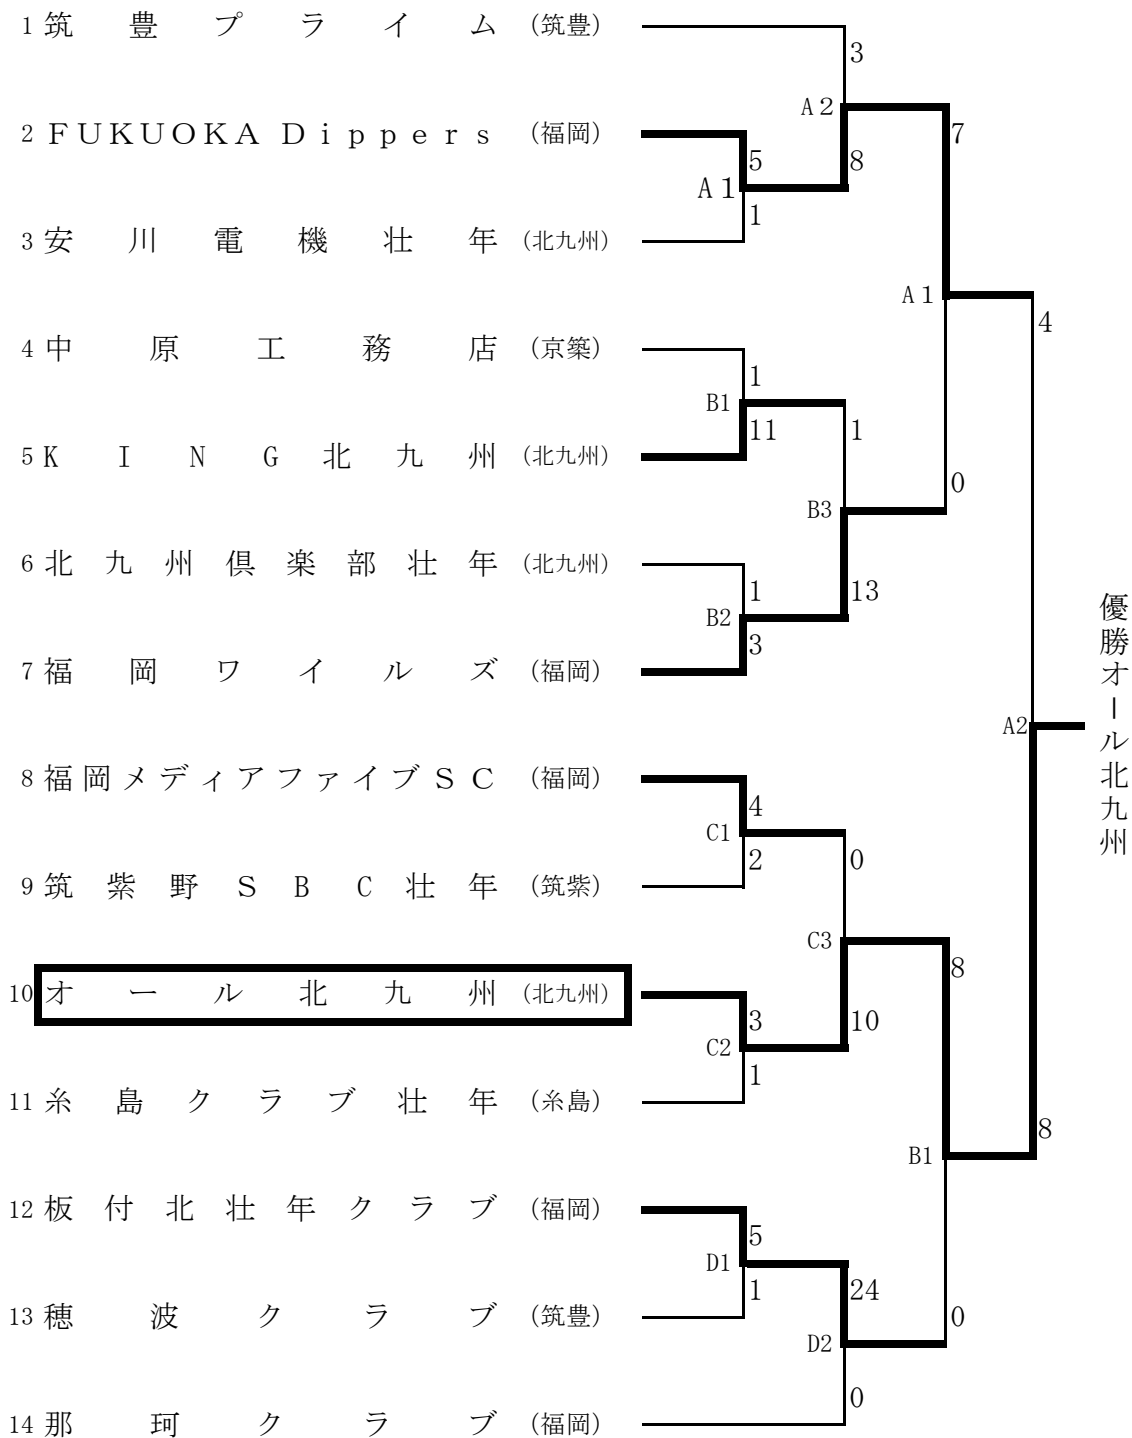 1 筑豊プライム (筑豊)
3
A2
2 FUKUOKA Dippers (福岡)
7
5
8
A1
1
3 安川電機壮年 (北九州)
A1
4
4 中原工務店 (京築)
1
B1
11
1
5 KING北九州 (北九州)
0
B3
6 北九州倶楽部壮年 (北九州)
1
13
B2
3
7 福岡ワイルズ (福岡)
優勝オール北九州
A2
8 福岡メディアファイブSC (福岡)
4
C1
2
0
9 筑紫野SBC壮年 (筑紫)
C3
8
10 オール北九州 (北九州)
3
10
C2
1
11 糸島クラブ壮年 (糸島)
8
B1
12 板付北壮年クラブ (福岡)
5
D1
1
24
13 穂波クラブ (筑豊)
0
D2
0
14 那珂クラブ (福岡)